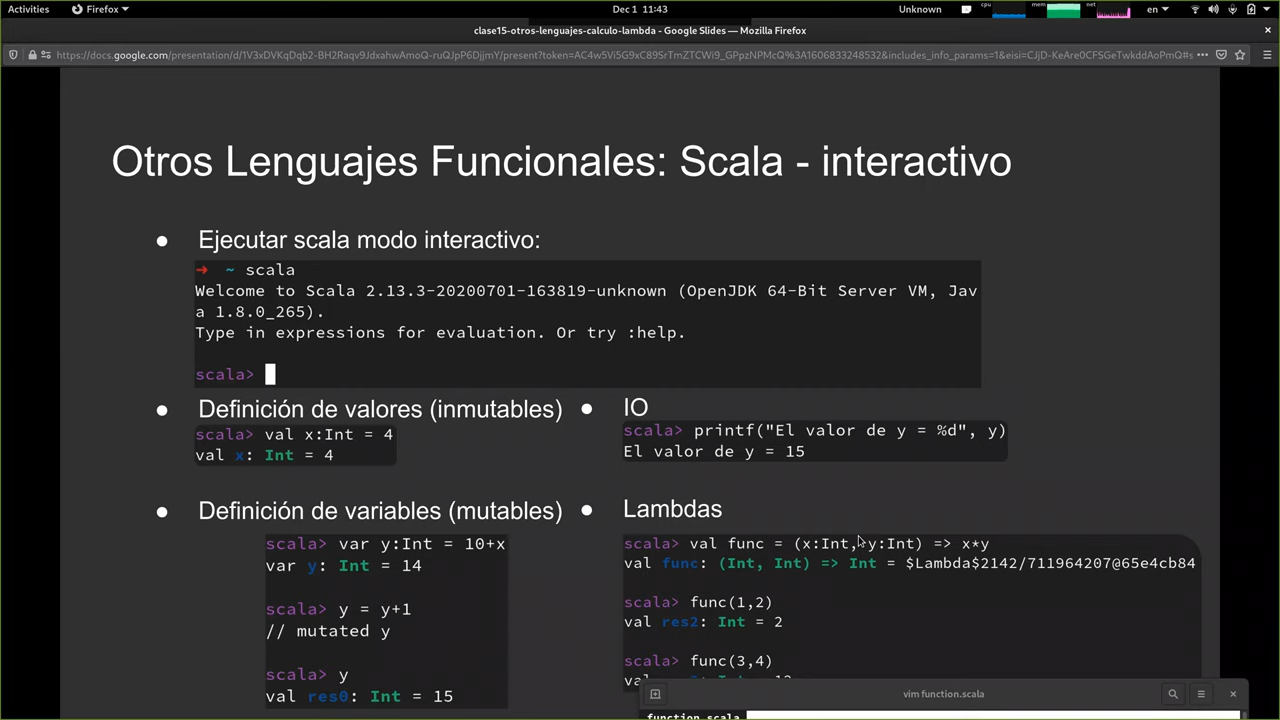 Activities
Firefox
Dec 1 11:43
Unknown
cpu
mem
net
en
clase15-otros-lenguajes-calculo-lambda - Google Slides — Mozilla Firefox
Otros Lenguajes Funcionales: Scala - interactivo
● Ejecutar scala modo interactivo:
➜ ~ scala
Welcome to Scala 2.13.3-20200701-163819-unknown (OpenJDK 64-Bit Server VM, Jav
a 1.8.0_265).
Type in expressions for evaluation. Or try :help.
scala>
● Definición de valores (inmutables)
scala> val x:Int = 4
val x: Int = 4
● Definición de variables (mutables)
scala> var y:Int = 10+x
var y: Int = 14
scala> y = y+1
// mutated y
scala> y
val res0: Int = 15
● IO
scala> printf("El valor de y = %d", y)
El valor de y = 15
● Lambdas
scala> val func = (x:Int, y:Int) => x*y
val func: (Int, Int) => Int = $Lambda$2142/711964207@65e4cb84
scala> func(1,2)
val res2: Int = 2
scala> func(3,4)
vim function.scala
function.scala